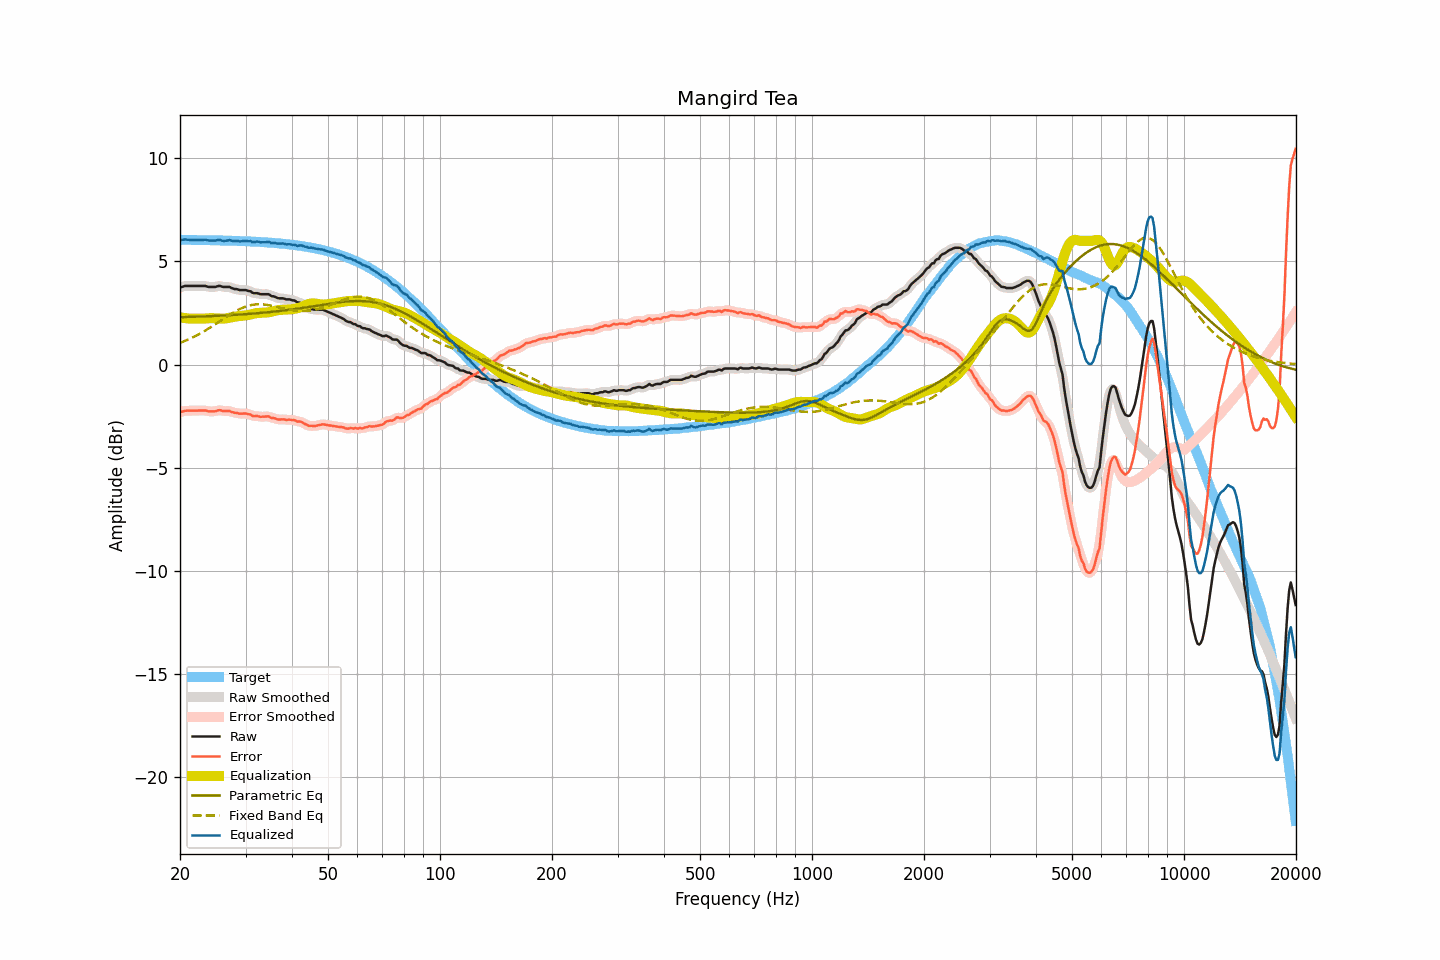 Mangird Tea
Amplitude (dBr)
10
5
0
−5
−10
−15
−20
Target
Raw Smoothed
Error Smoothed
Raw
Error
Equalization
Parametric Eq
Fixed Band Eq
Equalized
20 50 100 200 500 1000 2000 5000 10000 20000
Frequency (Hz)